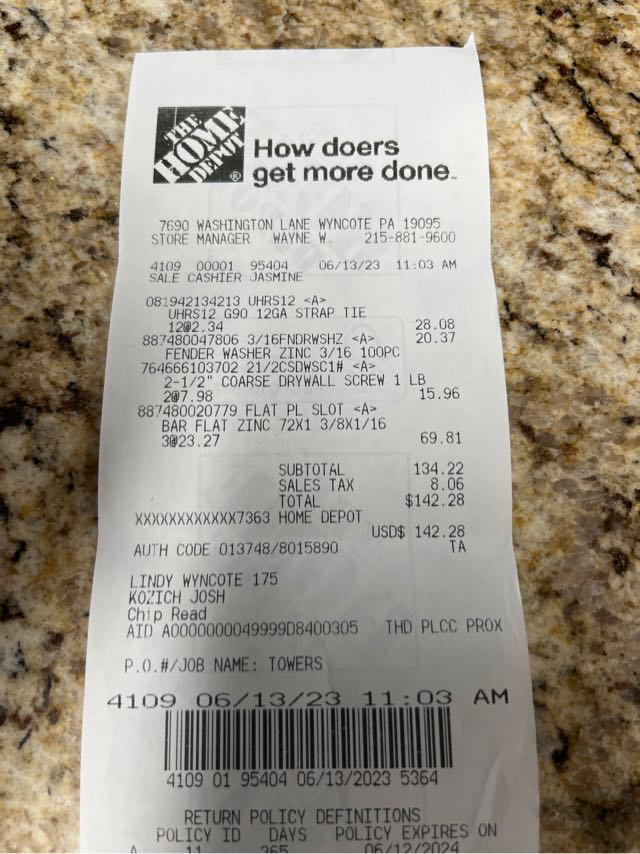 THE
HOME
DEPOT®
How doers
get more done™
7690 WASHINGTON LANE WYNCOTE PA 19095
STORE MANAGER WAYNE W. 215-881-9600
4109 00001 95404 06/13/23 11:03 AM
SALE CASHIER JASMINE
081942134213 UHRS12 <A>
UHRS12 G90 12GA STRAP TIE
12@2.34 28.08
887480047806 3/16FNDRWSHZ <A> 20.37
FENDER WASHER ZINC 3/16 100PC
764666103702 21/2CSDWSC1# <A>
2-1/2" COARSE DRYWALL SCREW 1 LB
2@7.98 15.96
887480020779 FLAT PL SLOT <A>
BAR FLAT ZINC 72X1 3/8X1/16
3@23.27 69.81
SUBTOTAL 134.22
SALES TAX 8.06
TOTAL $142.28
XXXXXXXXXXXX7363 HOME DEPOT
USD$ 142.28
AUTH CODE 013748/8015890 TA
LINDY WYNCOTE 175
KOZICH JOSH
Chip Read
AID A0000000049999D8400305 THD PLCC PROX
P.O.#/JOB NAME: TOWERS
4109 06/13/23 11:03 AM
4109 01 95404 06/13/2023 5364
RETURN POLICY DEFINITIONS
POLICY ID DAYS POLICY EXPIRES ON
A 11 365 06/12/2024